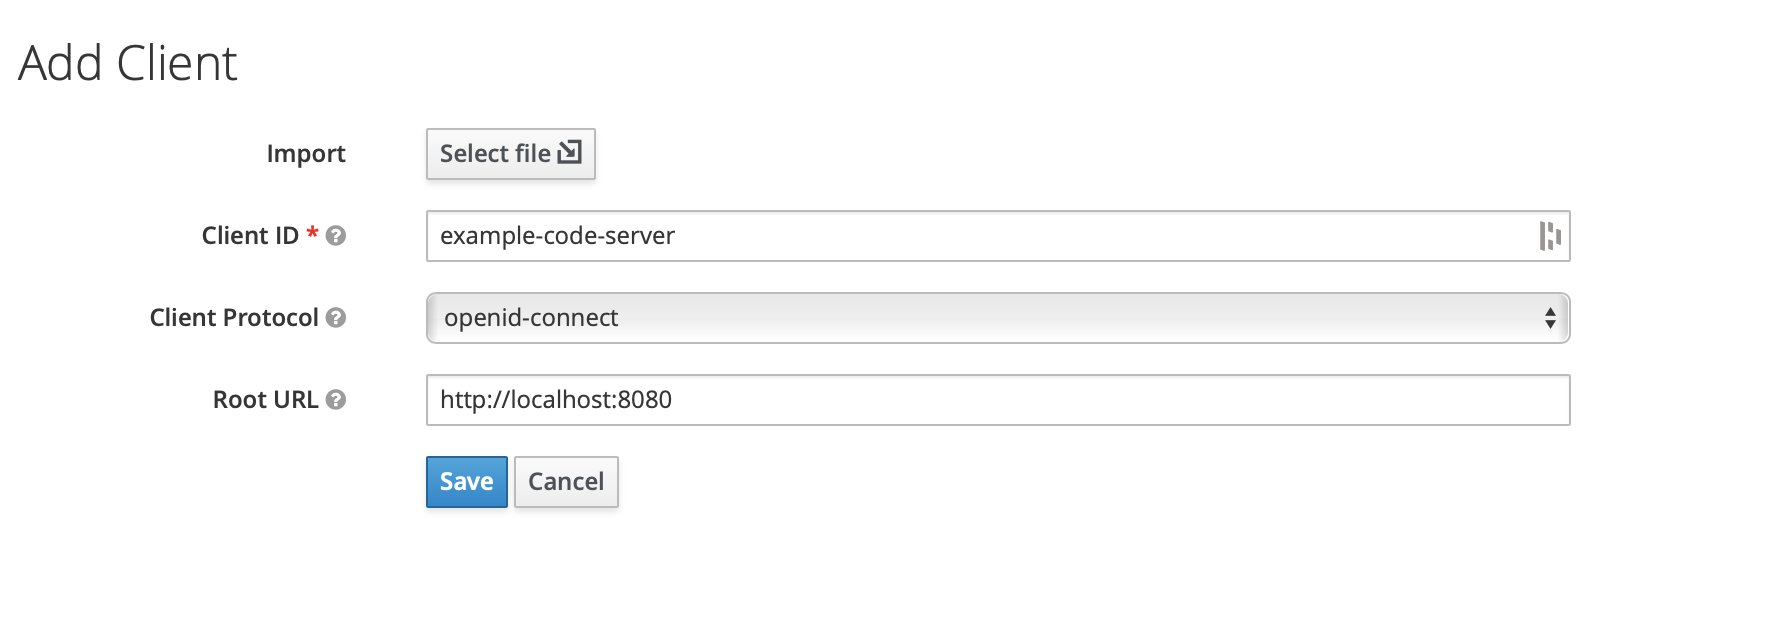 Add Client
Import Select file
Client ID * example-code-server
Client Protocol openid-connect
Root URL http://localhost:8080
Save Cancel